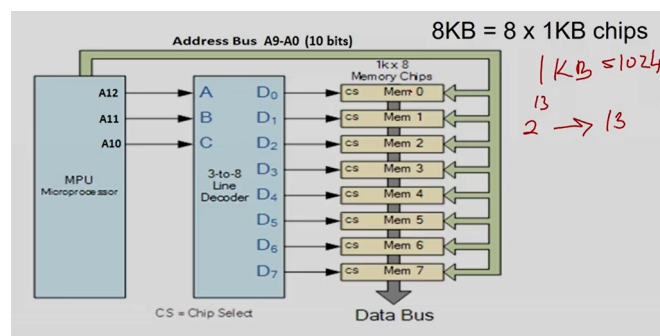 Address Bus A9-A0 (10 bits)
8KB = 8 x 1KB chips
1 KB = 1024
2^13 → 13
1k x 8
Memory Chips
A12
A11
A10
A
B
C
MPU
Microprocessor
3-to-8
Line
Decoder
D0
D1
D2
D3
D4
D5
D6
D7
cs Mem 0
cs Mem 1
cs Mem 2
cs Mem 3
cs Mem 4
cs Mem 5
cs Mem 6
cs Mem 7
CS = Chip Select
Data Bus